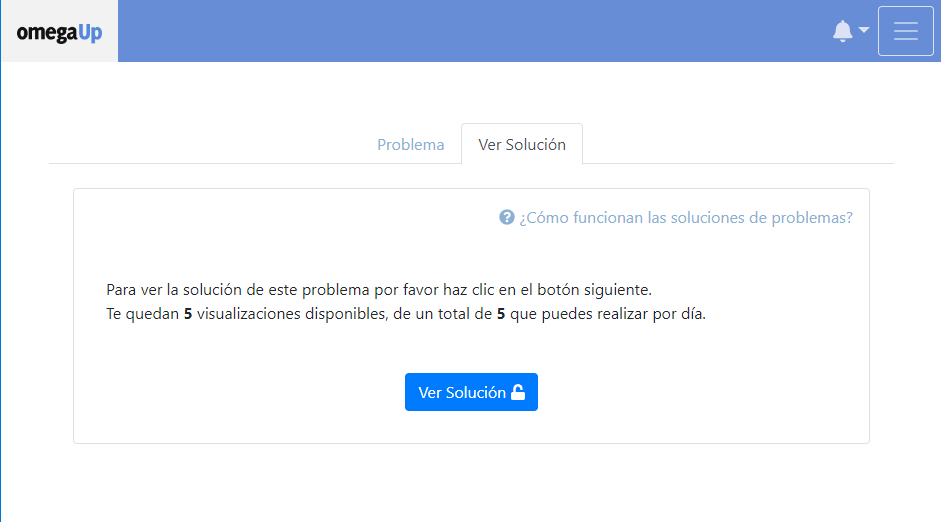 omegaUp
Problema
Ver Solución
¿Cómo funcionan las soluciones de problemas?
Para ver la solución de este problema por favor haz clic en el botón siguiente.
Te quedan 5 visualizaciones disponibles, de un total de 5 que puedes realizar por día.
Ver Solución